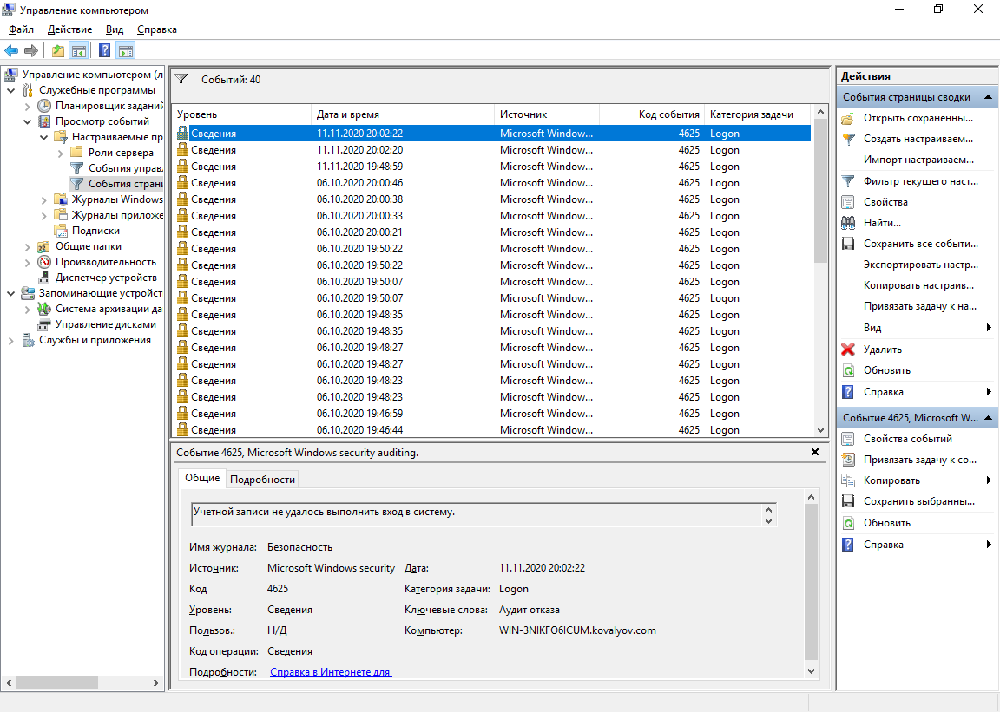 Управление компьютером
Файл Действие Вид Справка
Управление компьютером (л
Служебные программы
Планировщик заданий
Просмотр событий
Настраиваемые пр
Роли сервера
События управ.
События страни
Журналы Windows
Журналы приложе
Подписки
Общие папки
Производительность
Диспетчер устройств
Запоминающие устройст
Система архивации да
Управление дисками
Службы и приложения
Событий: 40
Уровень Дата и время Источник Код события Категория задачи
Сведения 11.11.2020 20:02:22 Microsoft Window... 4625 Logon
Сведения 11.11.2020 20:02:20 Microsoft Window... 4625 Logon
Сведения 11.11.2020 19:48:59 Microsoft Window... 4625 Logon
Сведения 06.10.2020 20:00:46 Microsoft Window... 4625 Logon
Сведения 06.10.2020 20:00:38 Microsoft Window... 4625 Logon
Сведения 06.10.2020 20:00:33 Microsoft Window... 4625 Logon
Сведения 06.10.2020 20:00:21 Microsoft Window... 4625 Logon
Сведения 06.10.2020 19:50:22 Microsoft Window... 4625 Logon
Сведения 06.10.2020 19:50:22 Microsoft Window... 4625 Logon
Сведения 06.10.2020 19:50:07 Microsoft Window... 4625 Logon
Сведения 06.10.2020 19:50:07 Microsoft Window... 4625 Logon
Сведения 06.10.2020 19:48:35 Microsoft Window... 4625 Logon
Сведения 06.10.2020 19:48:35 Microsoft Window... 4625 Logon
Сведения 06.10.2020 19:48:27 Microsoft Window... 4625 Logon
Сведения 06.10.2020 19:48:27 Microsoft Window... 4625 Logon
Сведения 06.10.2020 19:48:23 Microsoft Window... 4625 Logon
Сведения 06.10.2020 19:48:23 Microsoft Window... 4625 Logon
Сведения 06.10.2020 19:46:59 Microsoft Window... 4625 Logon
Сведения 06.10.2020 19:46:44 Microsoft Window... 4625 Logon
Событие 4625, Microsoft Windows security auditing.
Общие Подробности
Учетной записи не удалось выполнить вход в систему.
Имя журнала: Безопасность
Источник: Microsoft Windows security Дата: 11.11.2020 20:02:22
Код 4625 Категория задачи: Logon
Уровень: Сведения Ключевые слова: Аудит отказа
Пользов.: Н/Д Компьютер: WIN-3NIKFO6ICUM.kovalyov.com
Код операции: Сведения
Подробности: Справка в Интернете для
Действия
События страницы сводки
Открыть сохраненны...
Создать настраиваем...
Импорт настраиваем...
Фильтр текущего наст...
Свойства
Найти...
Сохранить все событи...
Экспортировать настр...
Копировать настраив...
Привязать задачу к на...
Вид
Удалить
Обновить
Справка
Событие 4625, Microsoft W...
Свойства событий
Привязать задачу к со...
Копировать
Сохранить выбранны...
Обновить
Справка